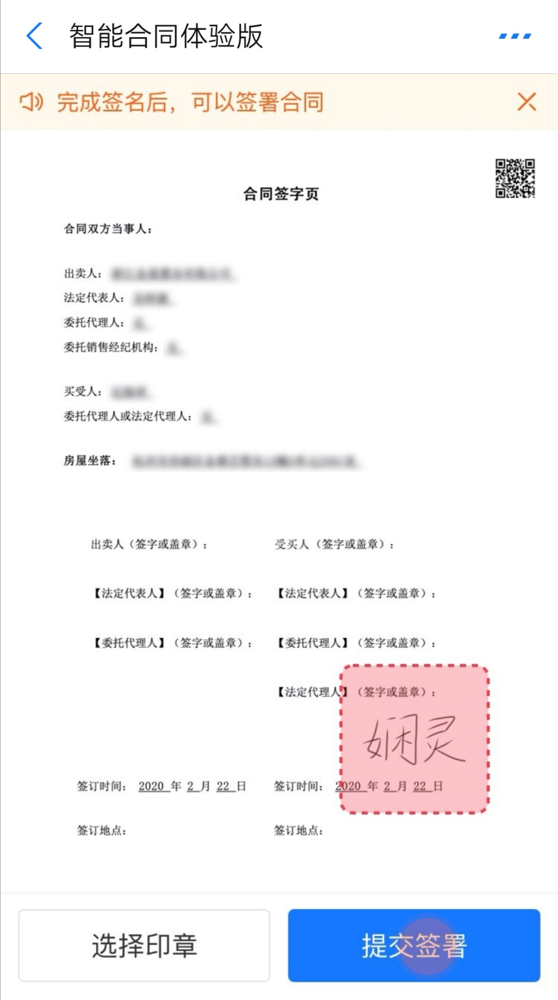 智能合同体验版
完成签名后，可以签署合同
合同签字页
合同双方当事人：
出卖人：
法定代表人：
委托代理人：
委托销售经纪机构：
买受人：
委托代理人或法定代理人：
房屋坐落：
出卖人（签字或盖章）： 受买人（签字或盖章）：
【法定代表人】（签字或盖章）： 【法定代表人】（签字或盖章）：
【委托代理人】（签字或盖章）： 【委托代理人】（签字或盖章）：
【法定代理人】（签字或盖章）：
娴灵
签订时间： 2020 年 2 月 22 日 签订时间： 2020 年 2 月 22 日
签订地点： 签订地点：
选择印章 提交签署